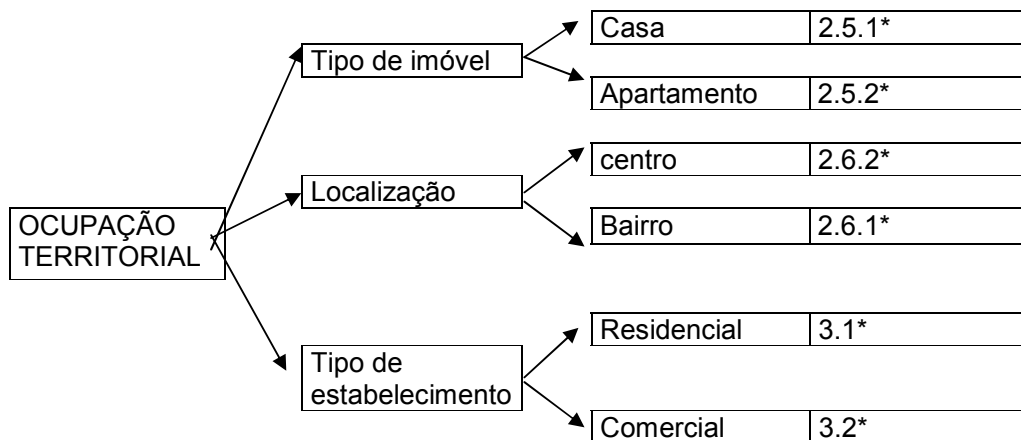 OCUPAÇÃO
TERRITORIAL
Tipo de imóvel
Casa 2.5.1*
Apartamento 2.5.2*
Localização
centro 2.6.2*
Bairro 2.6.1*
Tipo de
estabelecimento
Residencial 3.1*
Comercial 3.2*